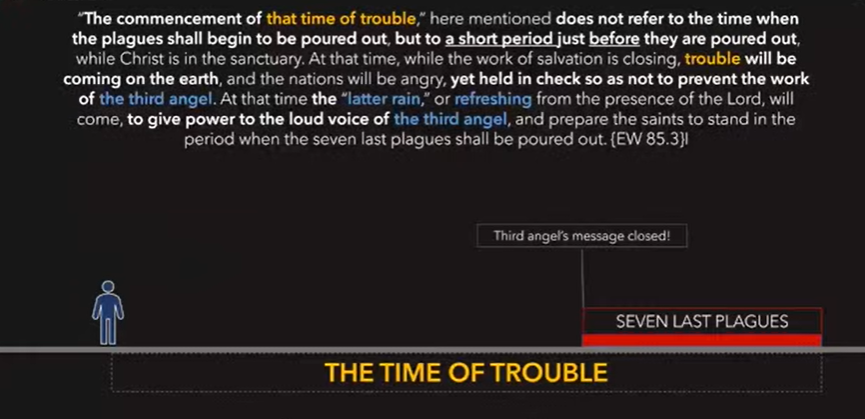 "The commencement of that time of trouble," here mentioned does not refer to the time when
the plagues shall begin to be poured out, but to a short period just before they are poured out,
while Christ is in the sanctuary. At that time, while the work of salvation is closing, trouble will be
coming on the earth, and the nations will be angry, yet held in check so as not to prevent the work
of the third angel. At that time the "latter rain," or refreshing from the presence of the Lord, will
come, to give power to the loud voice of the third angel, and prepare the saints to stand in the
period when the seven last plagues shall be poured out. {EW 85.3}l
Third angel's message closed!
SEVEN LAST PLAGUES
THE TIME OF TROUBLE